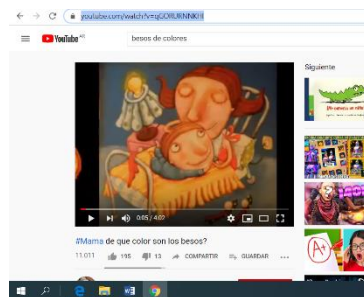 YouTube
besos de colores
Siguiente
0:05 / 4:02
#Mama de que color son los besos?
11.011
195
13
COMPARTIR
GUARDAR
A+